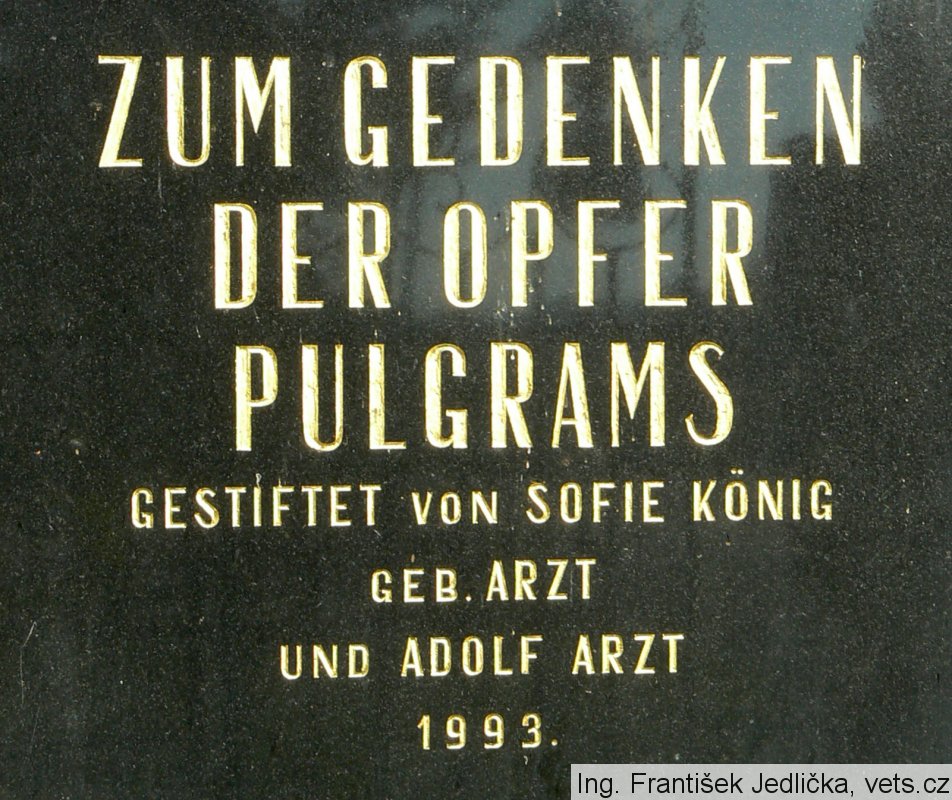 ZUM GEDENKEN
DER OPFER
PULGRAMS
GESTIFTET VON SOFIE KÖNIG
GEB. ARZT
UND ADOLF ARZT
1993.
Ing. František Jedlička, vets.cz